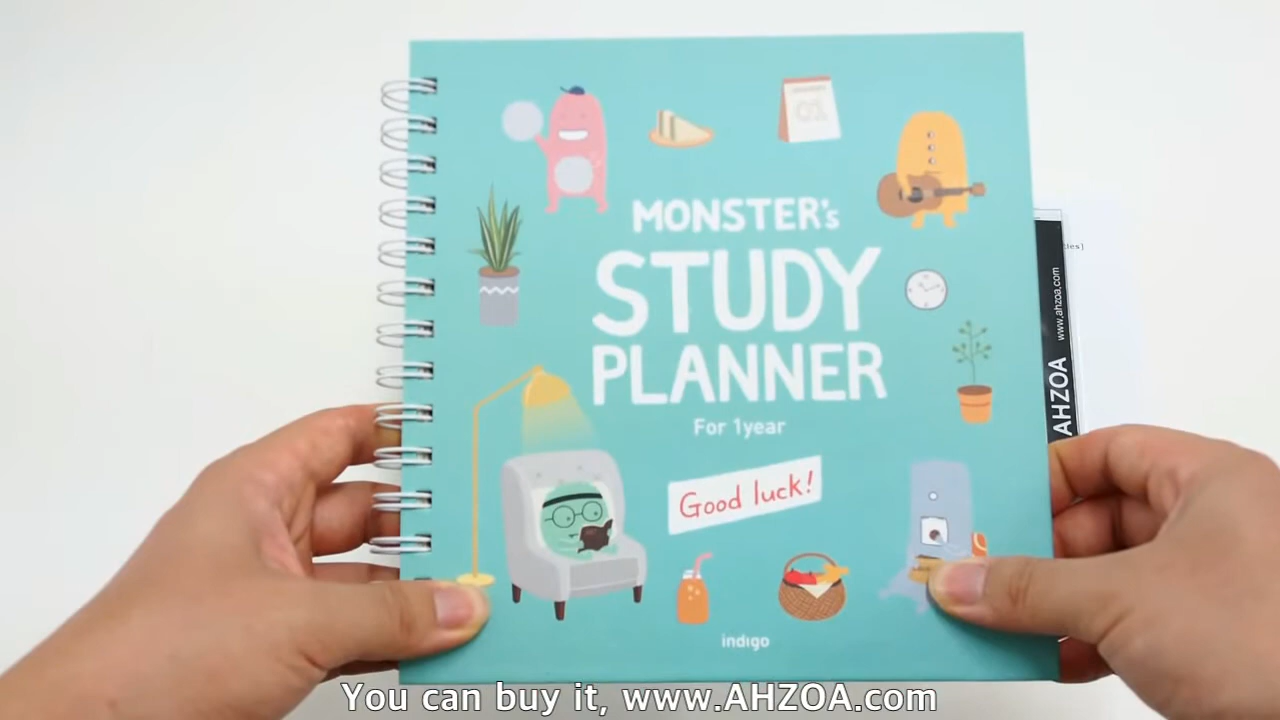 MONSTER's
STUDY
PLANNER
For 1year
Good luck!
indigo
www.ahzoa.com
AHZOA
You can buy it, www.AHZOA.com